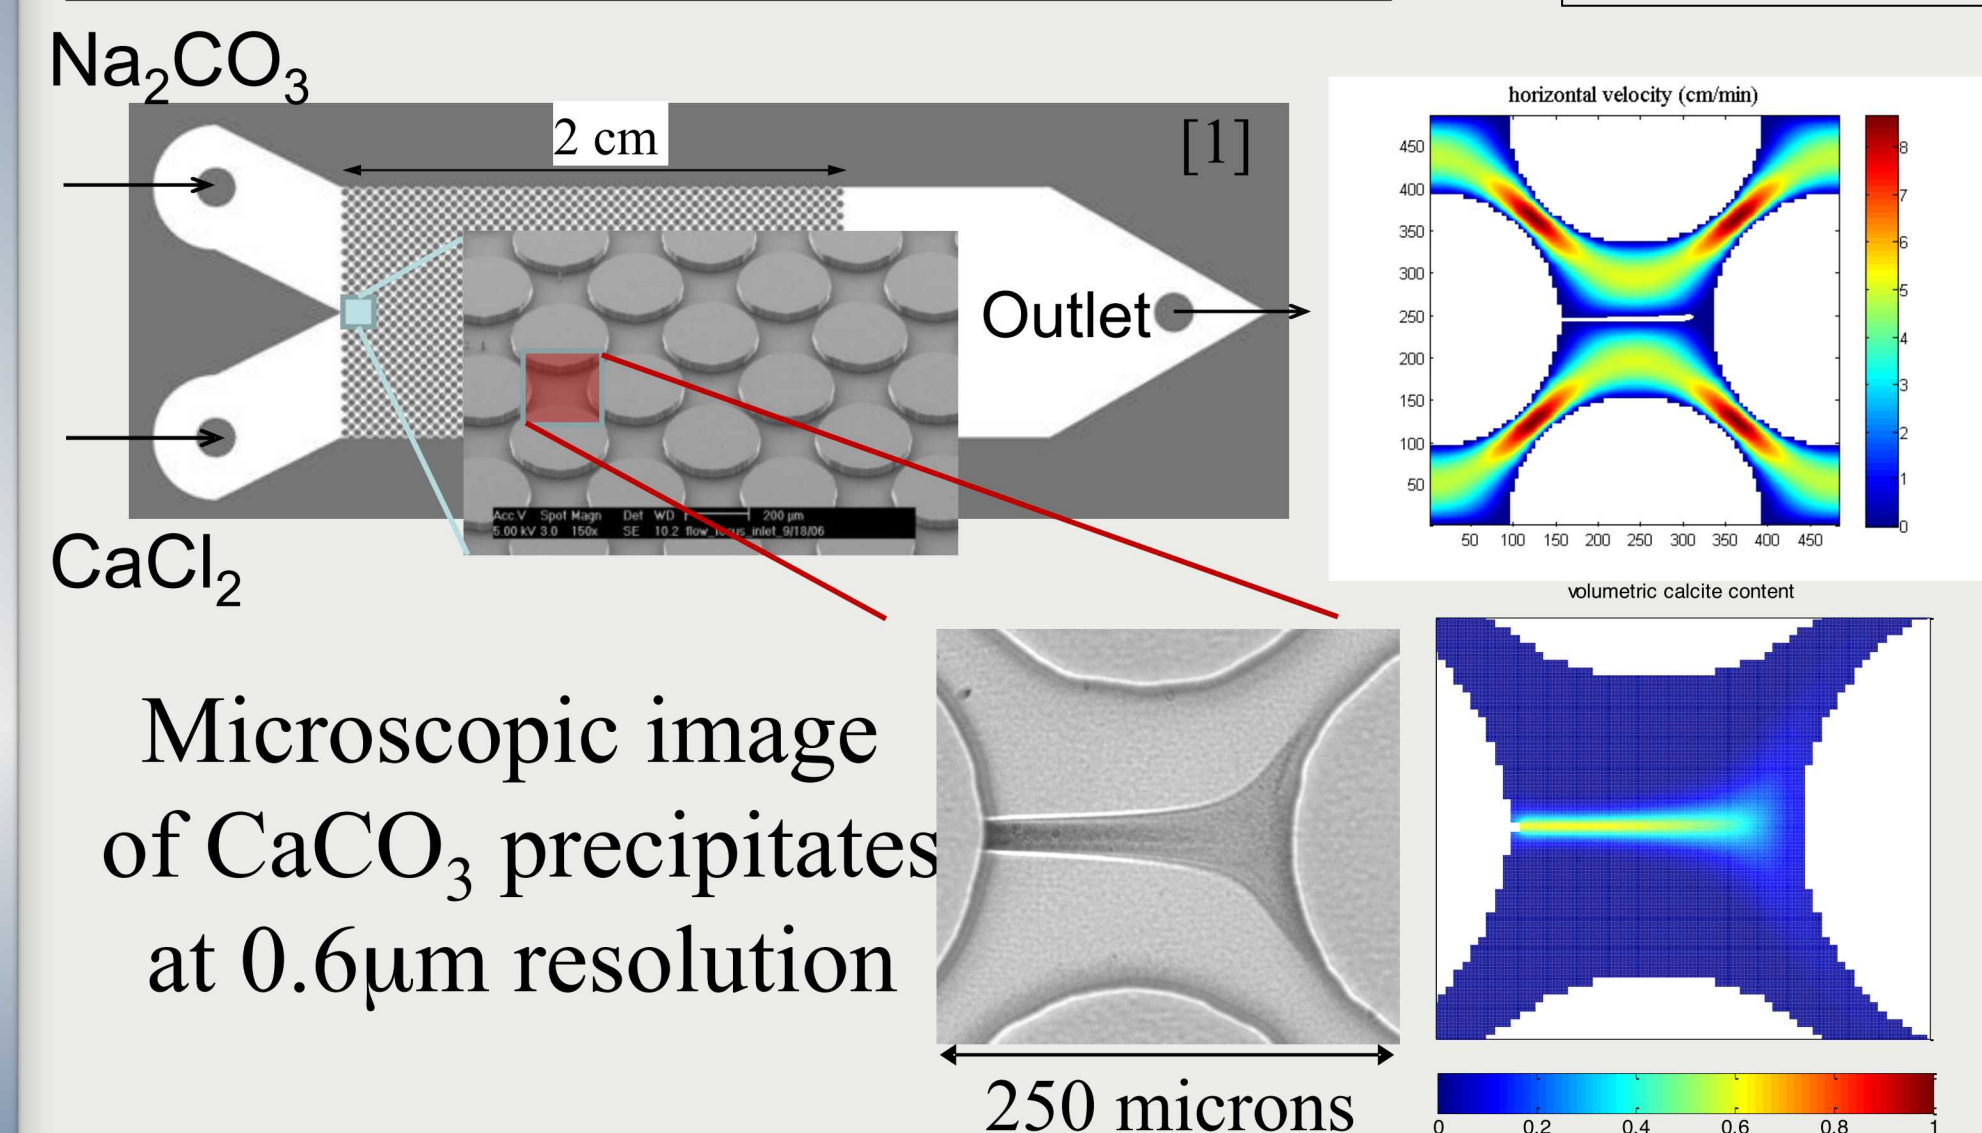 Na₂CO₃
2 cm
[1]
Outlet
CaCl₂
Acc.V Spot Magn Det WD 200 μm
5.00 kV 3.0 150x SE 10.2 flow_focus_inlet_9/18/06
horizontal velocity (cm/min)
450
400
350
300
250
200
150
100
50
50 100 150 200 250 300 350 400 450
8
7
6
5
4
3
2
1
0
volumetric calcite content
0 0.2 0.4 0.6 0.8 1
Microscopic image
of CaCO₃ precipitates
at 0.6μm resolution
250 microns